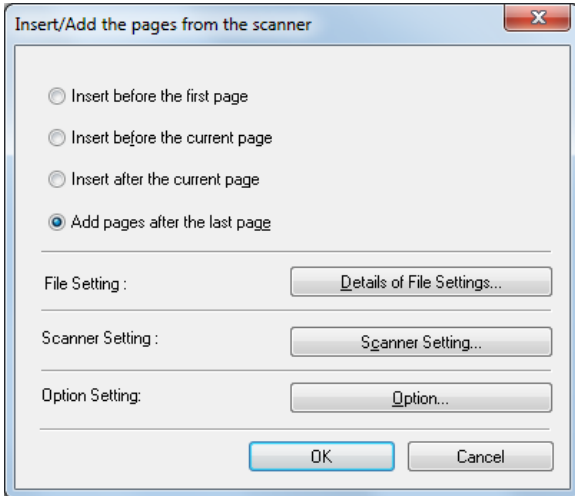 Insert/Add the pages from the scanner
Insert before the first page
Insert before the current page
Insert after the current page
Add pages after the last page
File Setting :
Details of File Settings...
Scanner Setting :
Scanner Setting...
Option Setting:
Option...
OK
Cancel